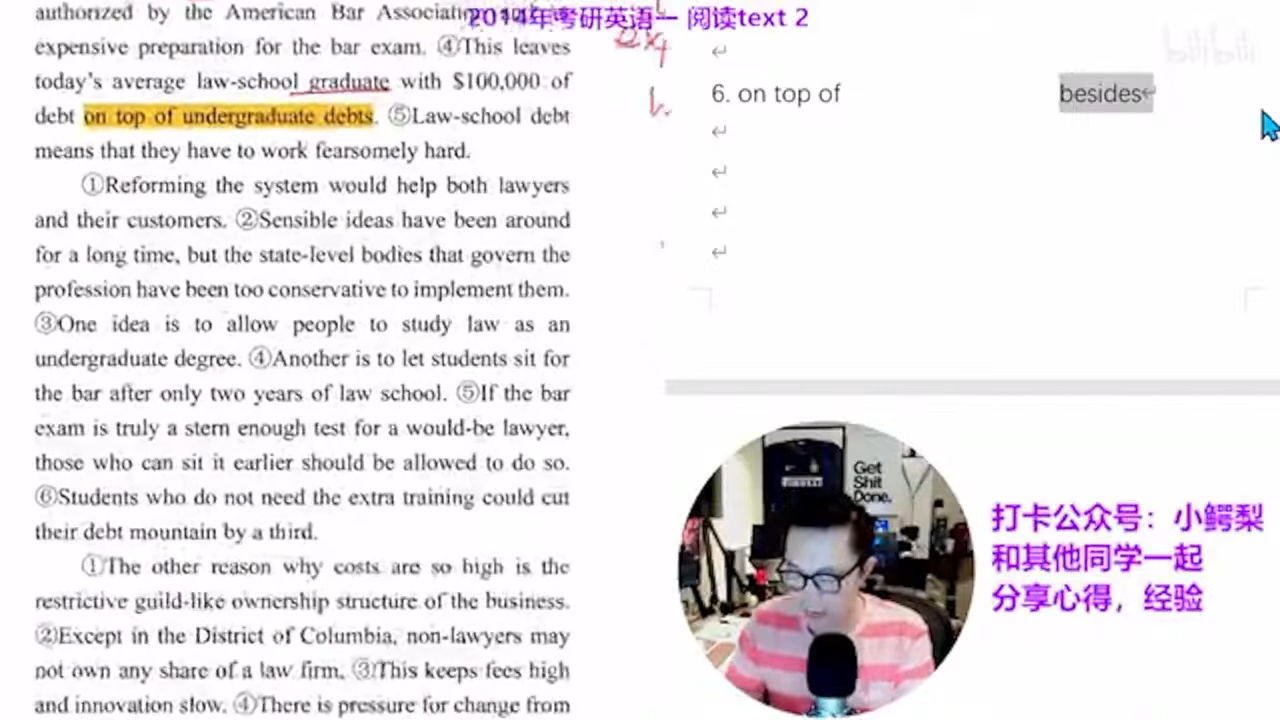 authorized by the American Bar Association
2014年考研英语一 阅读text 2
expensive preparation for the bar exam. ④This leaves
today's average law-school graduate with $100,000 of
debt on top of undergraduate debts. ⑤Law-school debt
means that they have to work fearsomely hard.
①Reforming the system would help both lawyers
and their customers. ②Sensible ideas have been around
for a long time, but the state-level bodies that govern the
profession have been too conservative to implement them.
③One idea is to allow people to study law as an
undergraduate degree. ④Another is to let students sit for
the bar after only two years of law school. ⑤If the bar
exam is truly a stern enough test for a would-be lawyer,
those who can sit it earlier should be allowed to do so.
⑥Students who do not need the extra training could cut
their debt mountain by a third.
①The other reason why costs are so high is the
restrictive guild-like ownership structure of the business.
②Except in the District of Columbia, non-lawyers may
not own any share of a law firm. ③This keeps fees high
and innovation slow. ④There is pressure for change from
bilibili
6. on top of besides
Get
Shit
Done.
PIRELLI
打卡公众号：小鳄梨
和其他同学一起
分享心得，经验